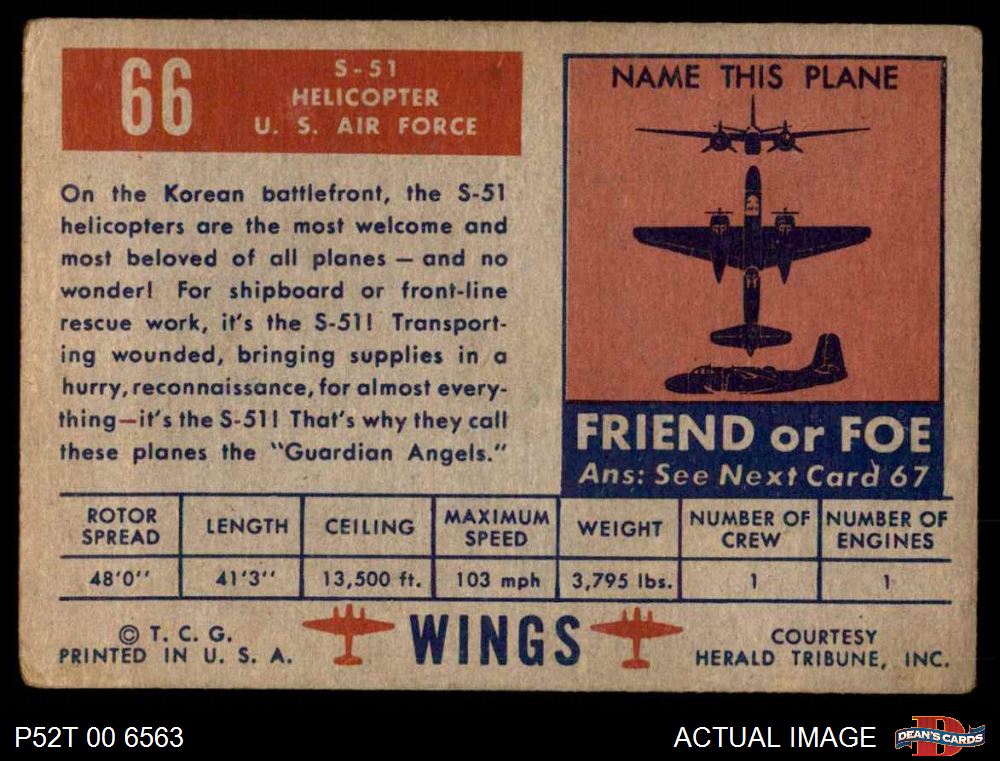 66
S-51
HELICOPTER
U. S. AIR FORCE
On the Korean battlefront, the S-51
helicopters are the most welcome and
most beloved of all planes — and no
wonder! For shipboard or front-line
rescue work, it's the S-51! Transport-
ing wounded, bringing supplies in a
hurry, reconnaissance, for almost every-
thing—it's the S-51! That's why they call
these planes the "Guardian Angels."
NAME THIS PLANE
FRIEND or FOE
Ans: See Next Card 67
ROTOR SPREAD LENGTH CEILING MAXIMUM SPEED WEIGHT NUMBER OF CREW NUMBER OF ENGINES
48'0'' 41'3'' 13,500 ft. 103 mph 3,795 lbs. 1 1
© T. C. G.
PRINTED IN U. S. A.
WINGS
COURTESY
HERALD TRIBUNE, INC.
P52T 00 6563
ACTUAL IMAGE
DEAN'S CARDS